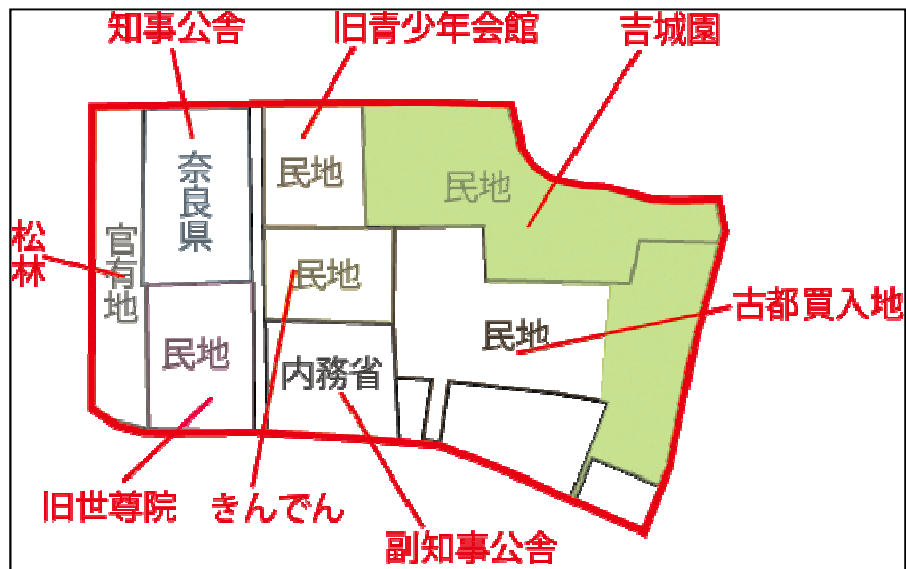 知事公舎
旧青少年会館
吉城園
奈良県
民地
民地
松林
官有地
民地
古都買入地
民地
民地
内務省
旧世尊院
きんでん
副知事公舎